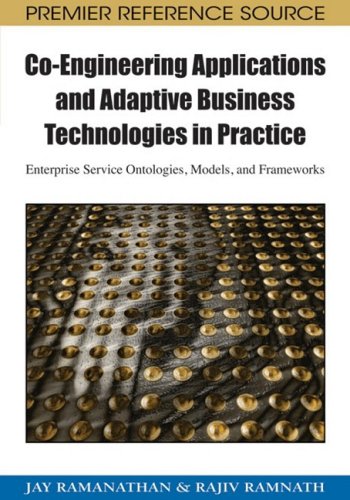 PREMIER REFERENCE SOURCE
Co-Engineering Applications
and Adaptive Business
Technologies in Practice
Enterprise Service Ontologies, Models, and Frameworks
JAY RAMANATHAN & RAJIV RAMNATH